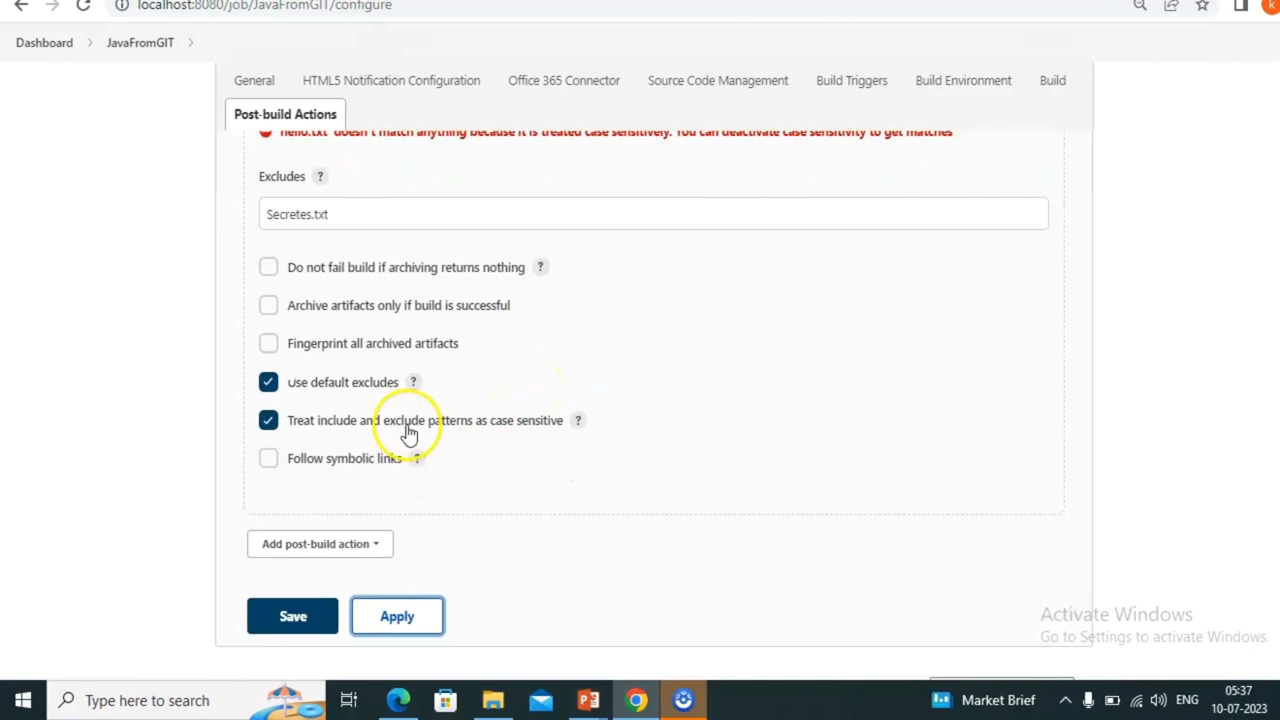 localhost:8080/job/JavaFromGIT/configure
Dashboard
JavaFromGIT
General
HTML5 Notification Configuration
Office 365 Connector
Source Code Management
Build Triggers
Build Environment
Build
Post-build Actions
'hello.txt' doesn't match anything because it is treated case sensitively. You can deactivate case sensitivity to get matches
Excludes ?
Secretes.txt
Do not fail build if archiving returns nothing ?
Archive artifacts only if build is successful
Fingerprint all archived artifacts
Use default excludes ?
Treat include and exclude patterns as case sensitive ?
Follow symbolic links ?
Add post-build action
Save
Apply
Activate Windows
Go to Settings to activate Windows.
Type here to search
Market Brief
ENG
05:37
10-07-2023